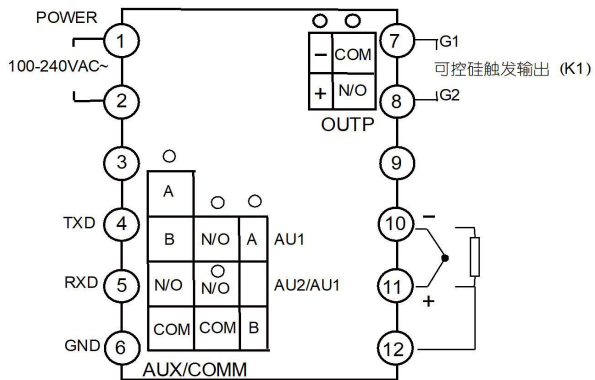 POWER
1
100-240VAC~
2
3
TXD
4
RXD
5
GND
6
A
B
N/O
A
AU1
N/O
N/O
AU2/AU1
COM
COM
B
AUX/COMM
−
COM
+
N/O
OUTP
7
G1
可控硅触发输出 (K1)
8
G2
9
10
−
11
+
12